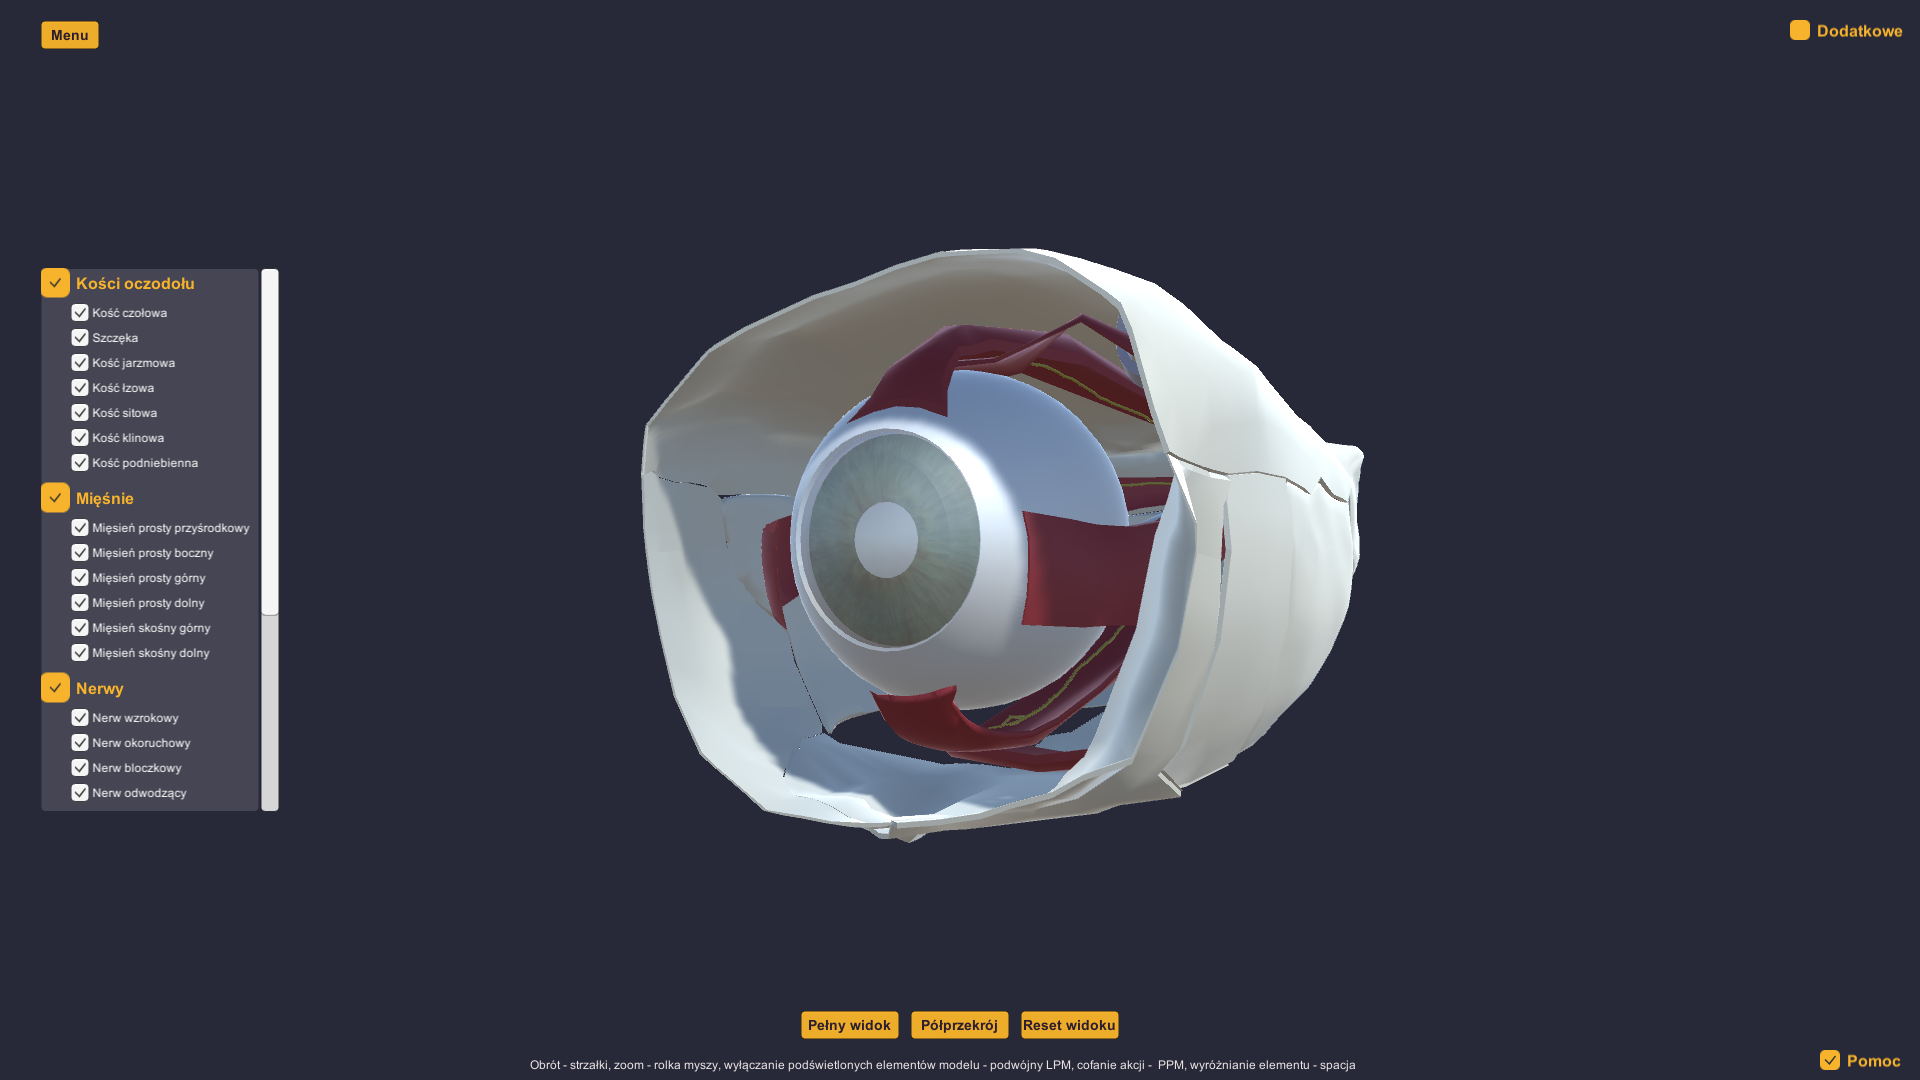 Menu
Dodatkowe
Kości oczodołu
Kość czołowa
Szczęka
Kość jarzmowa
Kość łzowa
Kość sitowa
Kość klinowa
Kość podniebienna
Mięśnie
Mięsień prosty przyśrodkowy
Mięsień prosty boczny
Mięsień prosty górny
Mięsień prosty dolny
Mięsień skośny górny
Mięsień skośny dolny
Nerwy
Nerw wzrokowy
Nerw okoruchowy
Nerw bloczkowy
Nerw odwodzący
Pełny widok Półprzekrój Reset widoku
Obrót - strzałki, zoom - rolka myszy, wyłączanie podświetlonych elementów modelu - podwójny LPM, cofanie akcji - PPM, wyróżnianie elementu - spacja
Pomoc